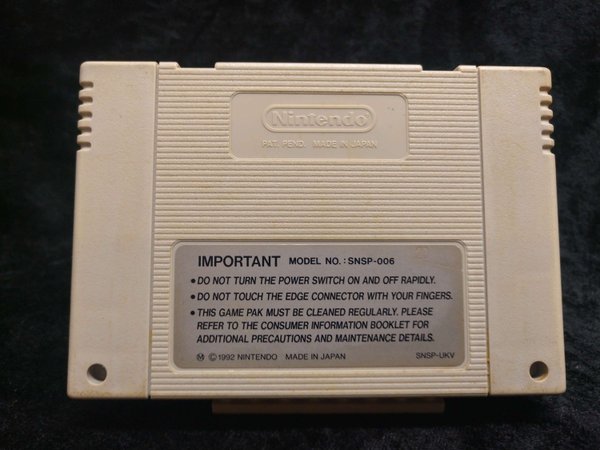 Nintendo
PAT. PEND. MADE IN JAPAN
IMPORTANT MODEL NO. : SNSP-006
• DO NOT TURN THE POWER SWITCH ON AND OFF RAPIDLY.
• DO NOT TOUCH THE EDGE CONNECTOR WITH YOUR FINGERS.
• THIS GAME PAK MUST BE CLEANED REGULARLY. PLEASE
REFER TO THE CONSUMER INFORMATION BOOKLET FOR
ADDITIONAL PRECAUTIONS AND MAINTENANCE DETAILS.
Ⓜ ©1992 NINTENDO MADE IN JAPAN SNSP-UKV